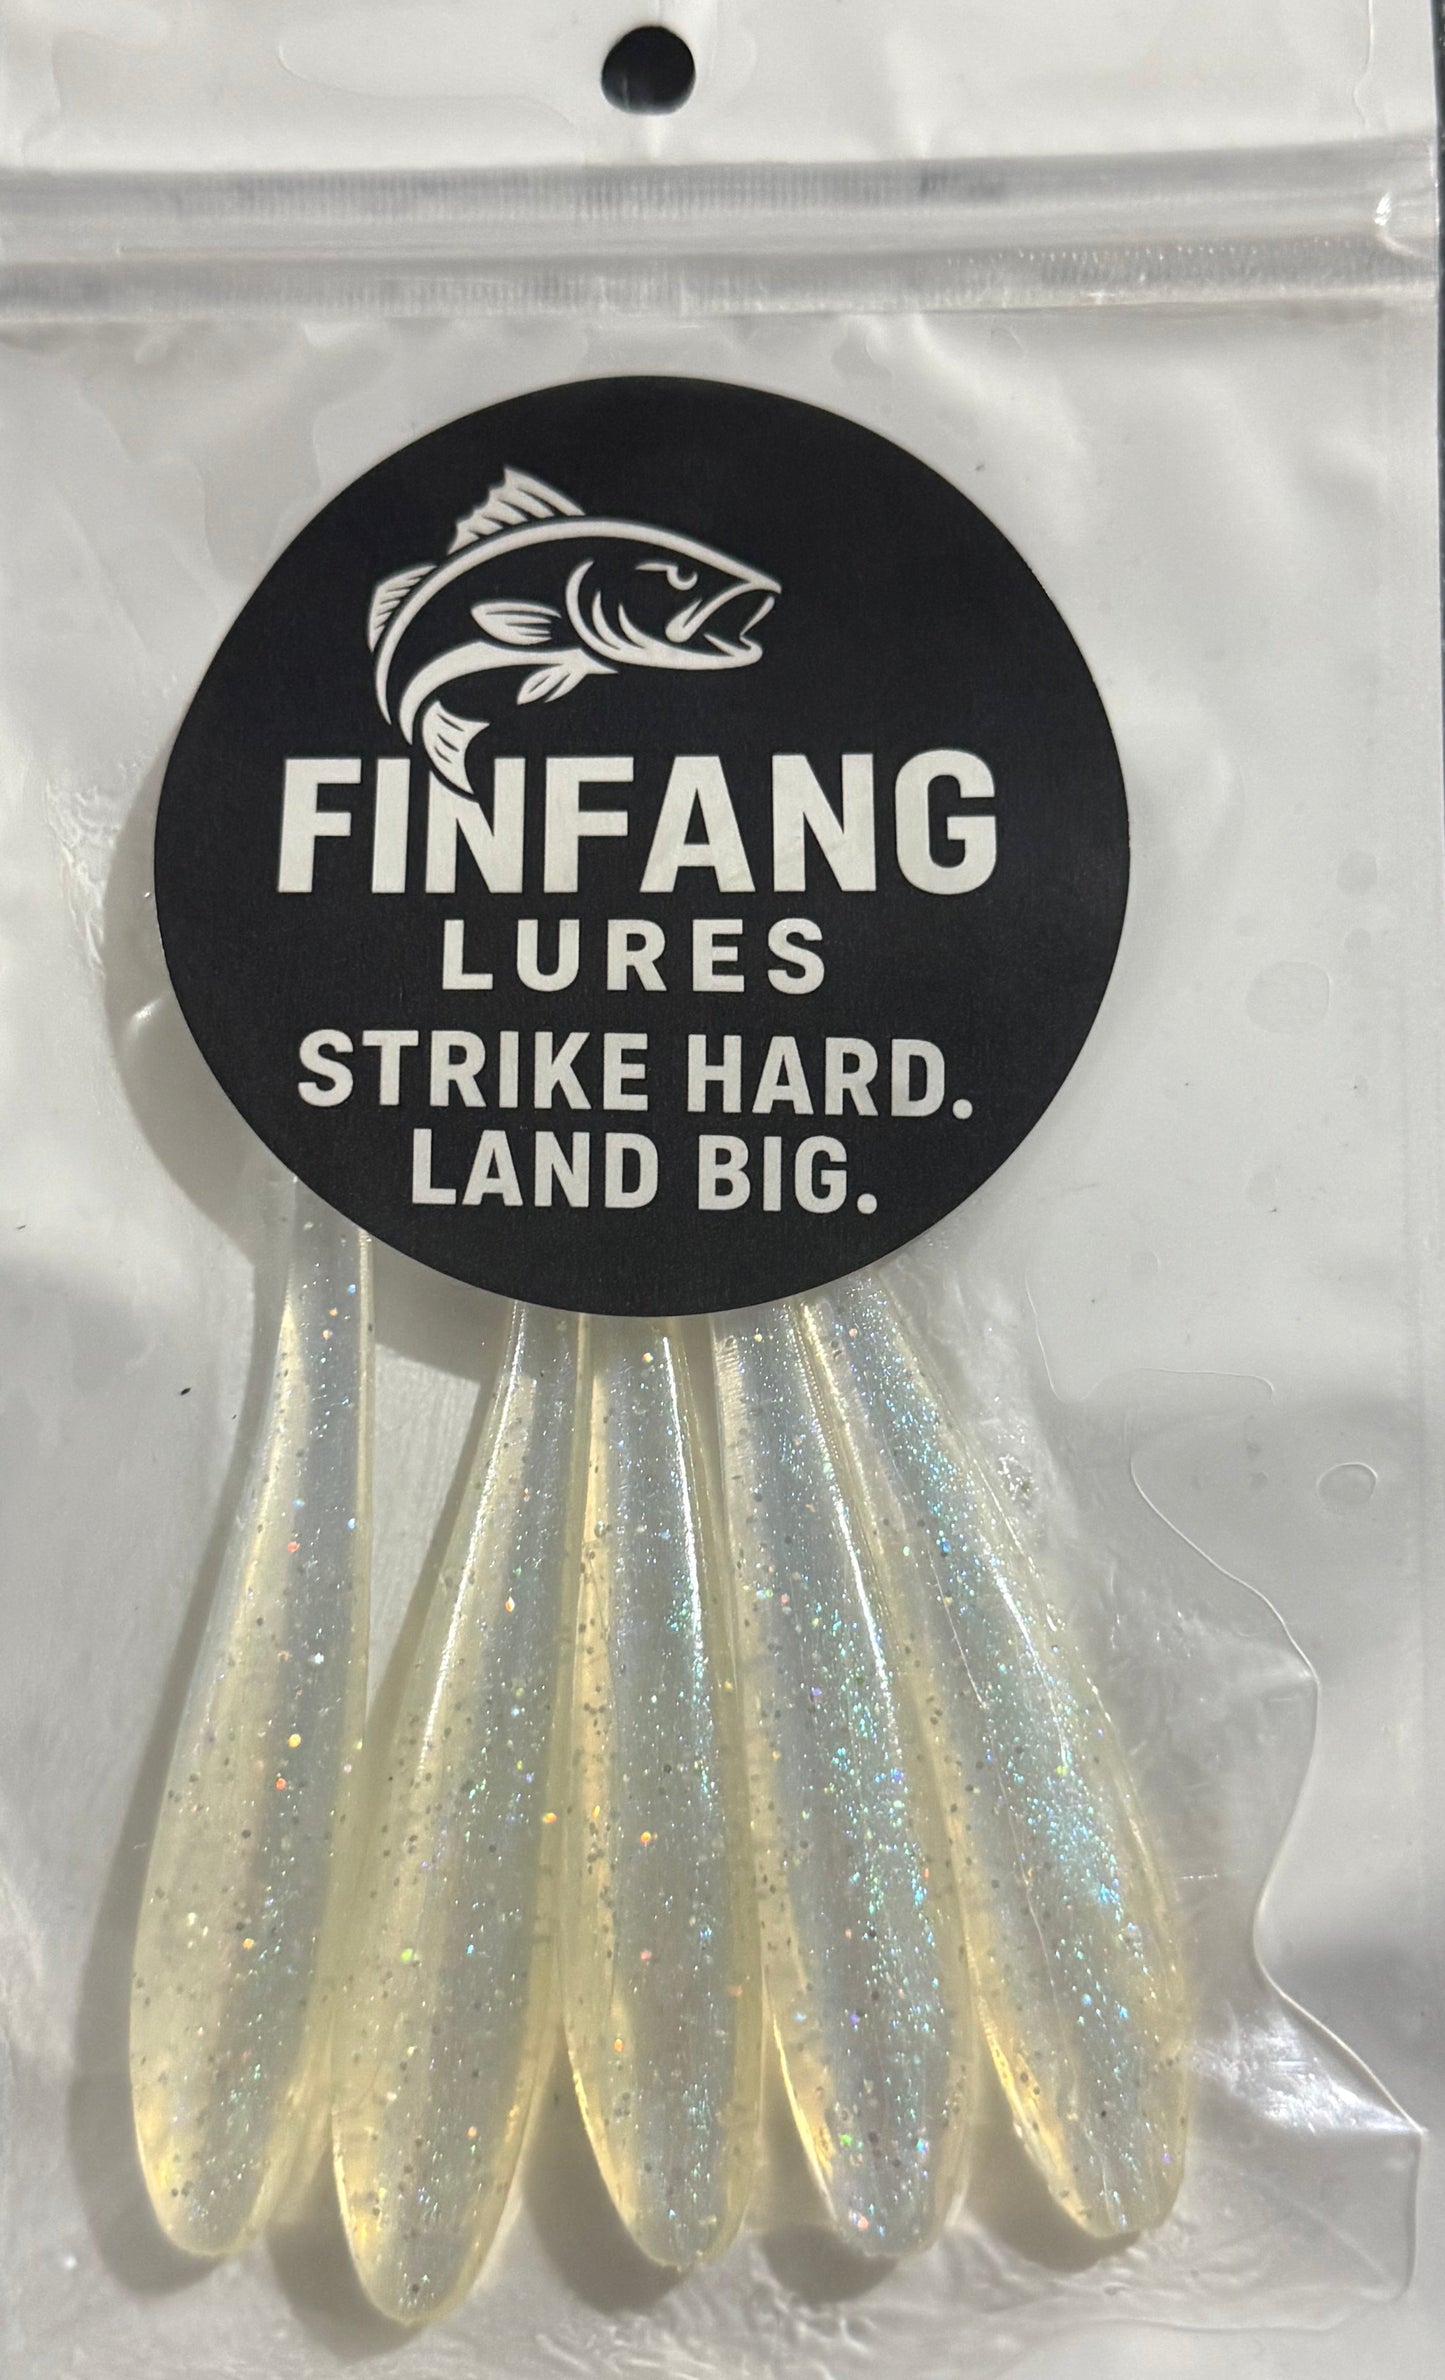 FINFANG
LURES
STRIKE HARD.
LAND BIG.